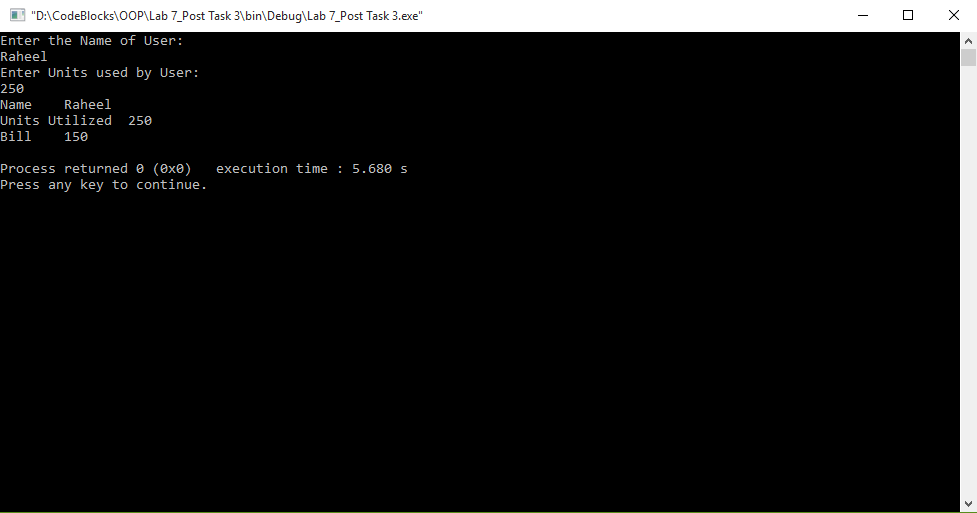 "D:\CodeBlocks\OOP\Lab 7_Post Task 3\bin\Debug\Lab 7_Post Task 3.exe"
Enter the Name of User:
Raheel
Enter Units used by User:
250
Name    Raheel
Units Utilized  250
Bill    150
Process returned 0 (0x0)   execution time : 5.680 s
Press any key to continue.